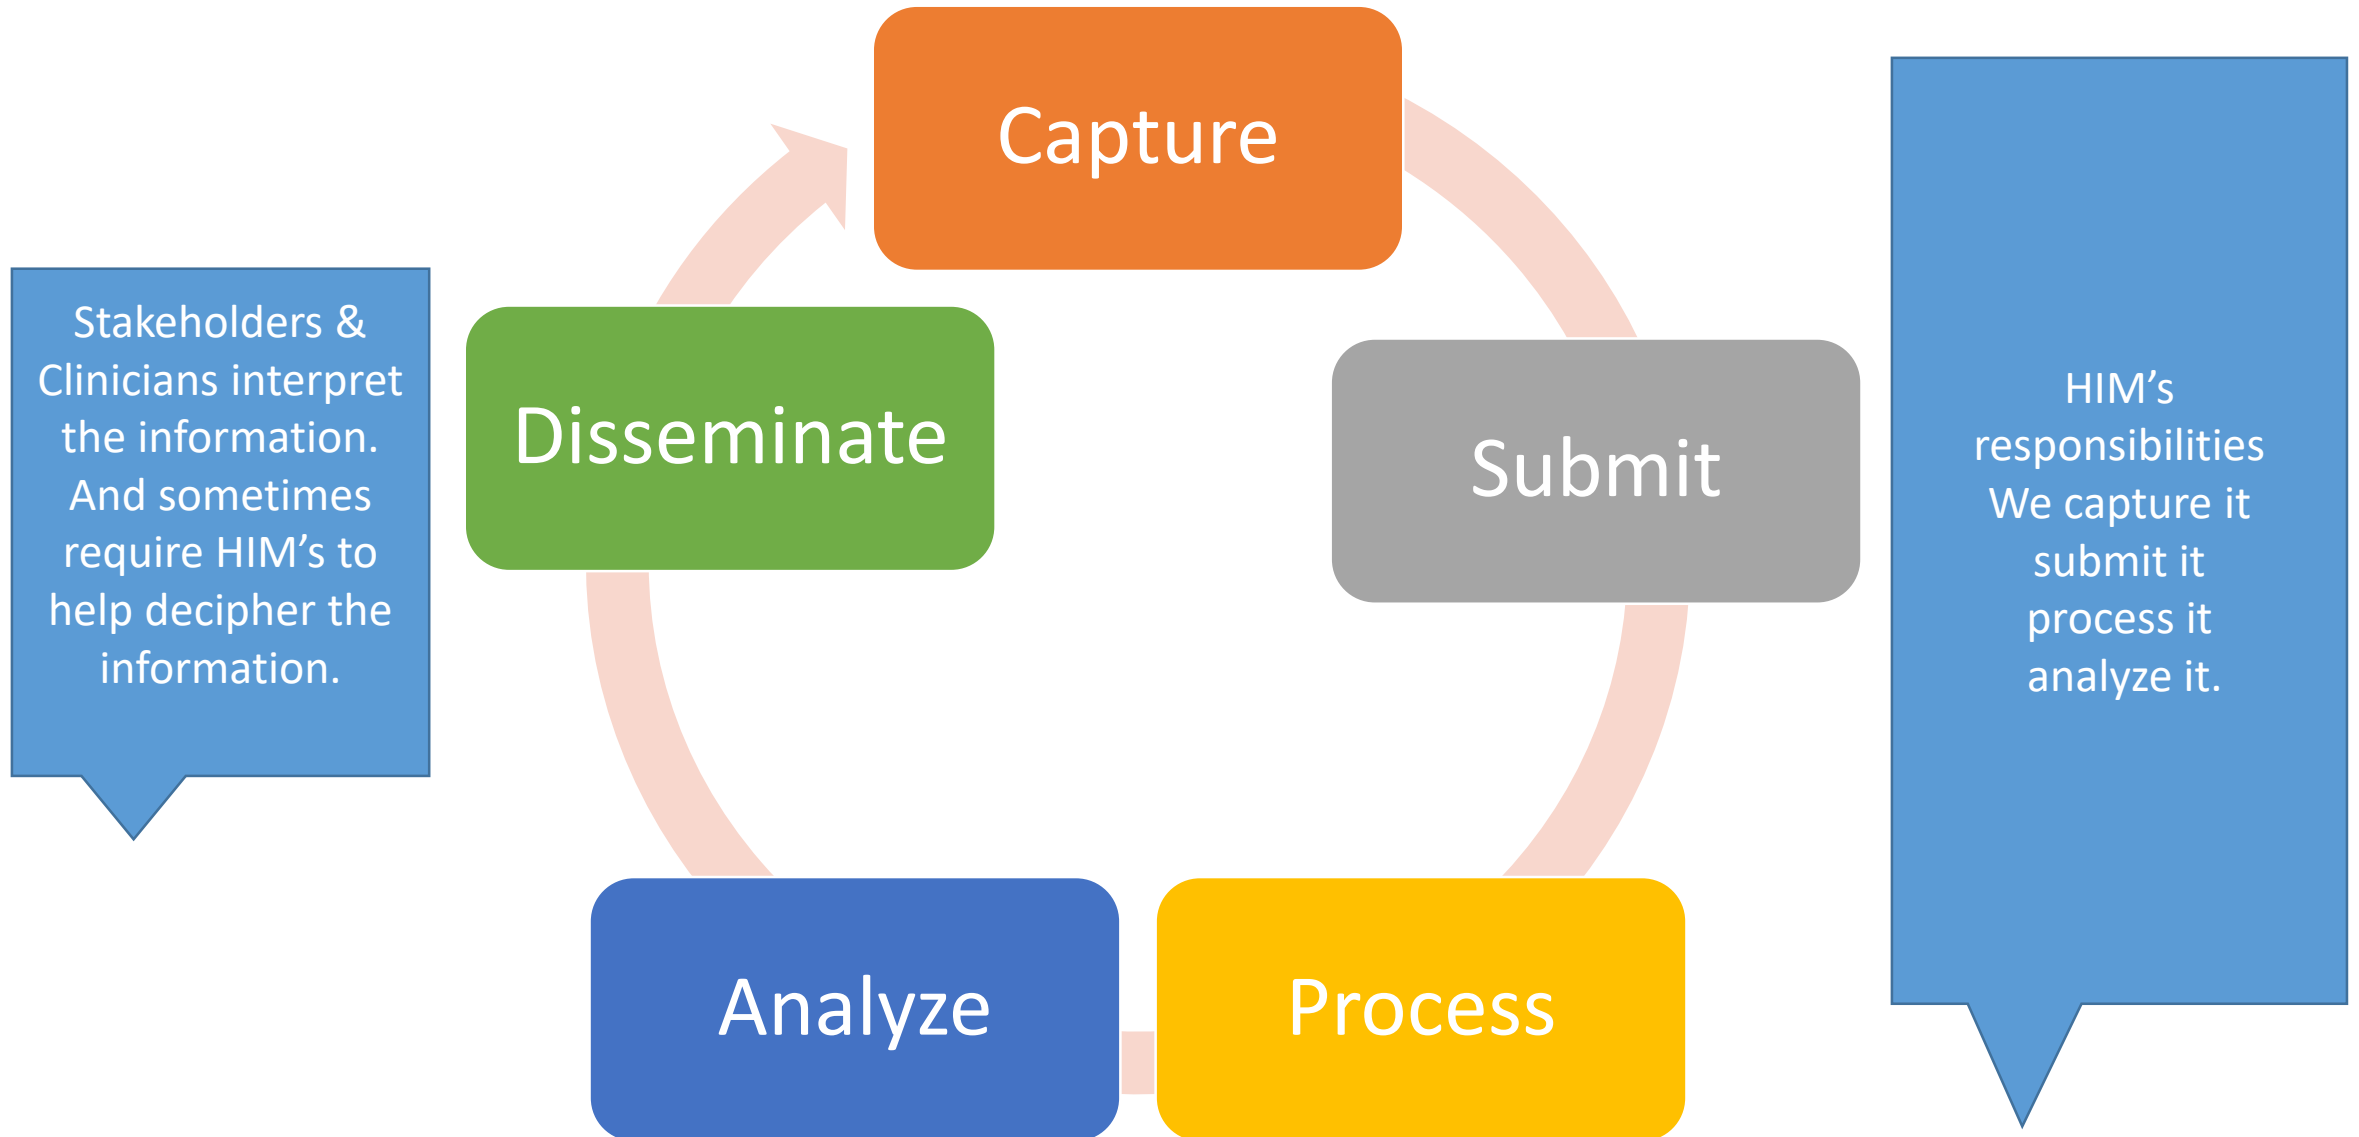 Capture
Submit
Process
Analyze
Disseminate
Stakeholders &
Clinicians interpret
the information.
And sometimes
require HIM’s to
help decipher the
information.
HIM’s
responsibilities
We capture it
submit it
process it
analyze it.